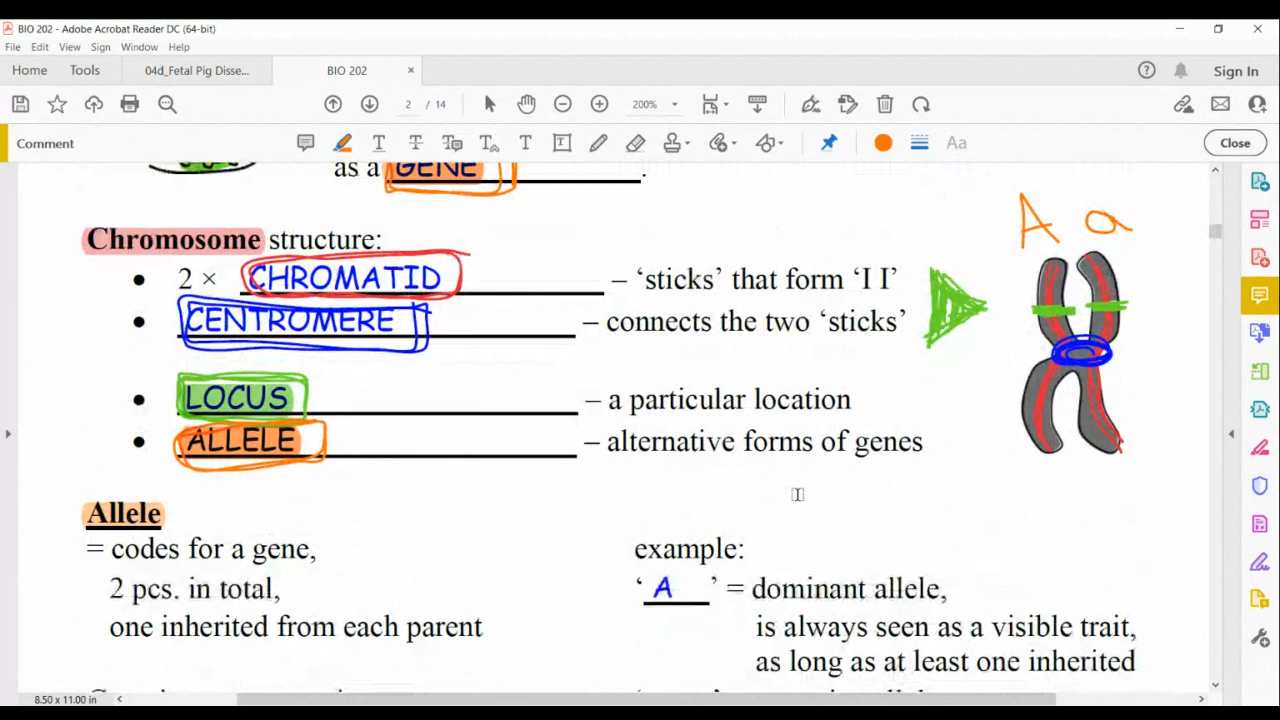 BIO 202 - Adobe Acrobat Reader DC (64-bit)
File Edit View Sign Window Help
Home Tools 04d_Fetal Pig Disse... BIO 202 × Sign In
2 / 14 200%
Comment Aa Close
as a GENE .
A a
Chromosome structure:
• 2 × CHROMATID – ‘sticks’ that form ‘I I’
• CENTROMERE – connects the two ‘sticks’
• LOCUS – a particular location
• ALLELE – alternative forms of genes
Allele
= codes for a gene, example:
2 pcs. in total, ‘ A ’ = dominant allele,
one inherited from each parent is always seen as a visible trait,
as long as at least one inherited
8.50 x 11.00 in